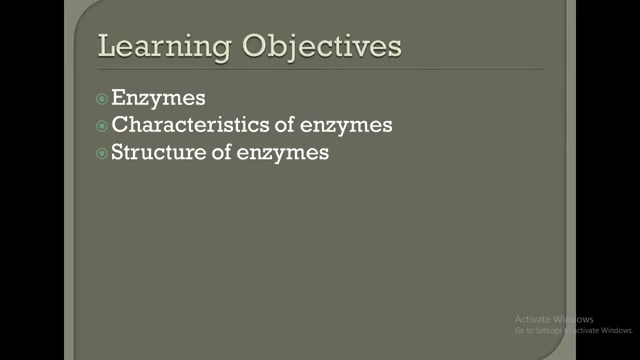 Learning Objectives
Enzymes
Characteristics of enzymes
Structure of enzymes
Activate Windows
Go to Settings to activate Windows.